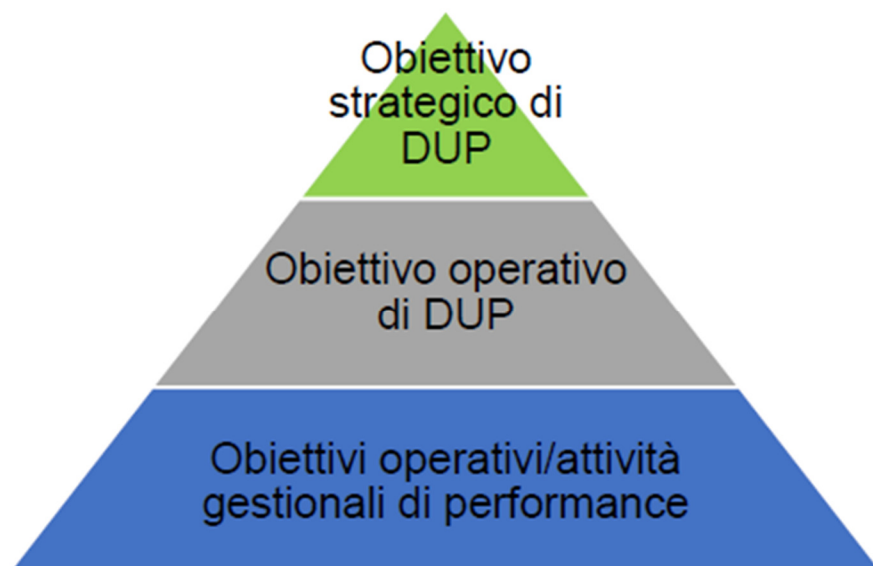 Obiettivo
strategico di
DUP
Obiettivo operativo
di DUP
Obiettivi operativi/attività
gestionali di performance